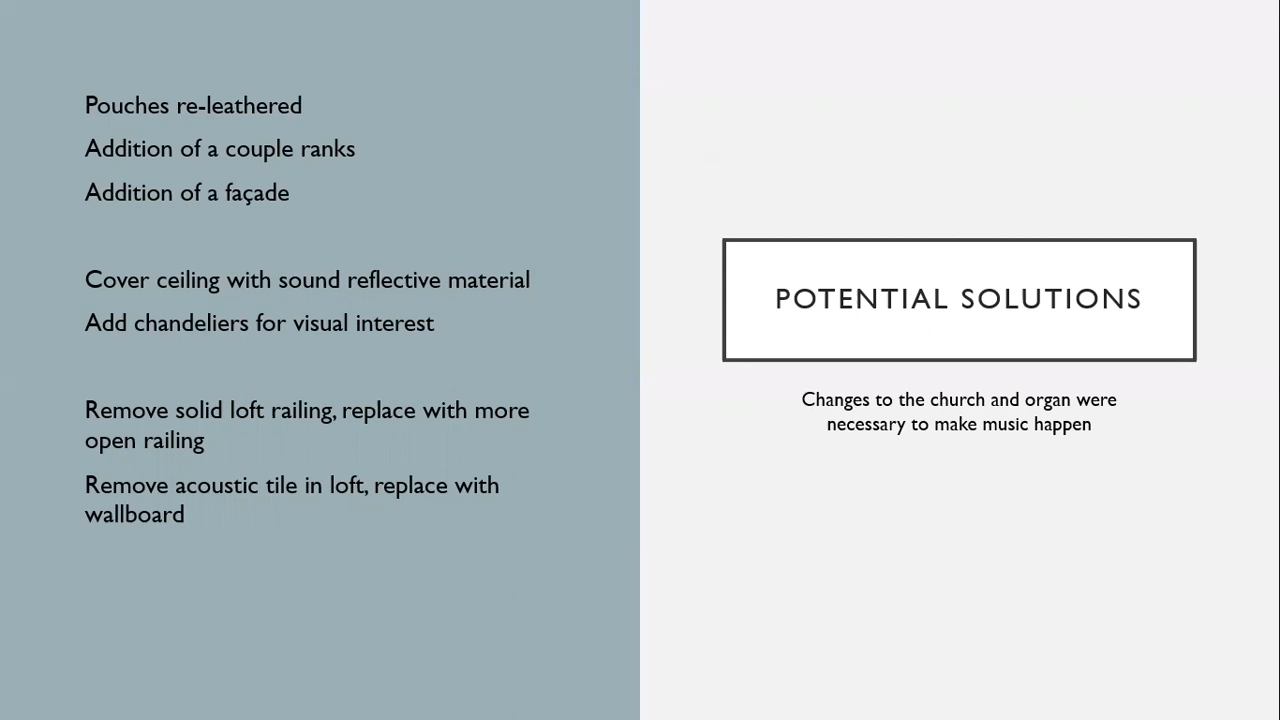 Pouches re-leathered
Addition of a couple ranks
Addition of a façade
Cover ceiling with sound reflective material
Add chandeliers for visual interest
Remove solid loft railing, replace with more
open railing
Remove acoustic tile in loft, replace with
wallboard
POTENTIAL SOLUTIONS
Changes to the church and organ were
necessary to make music happen